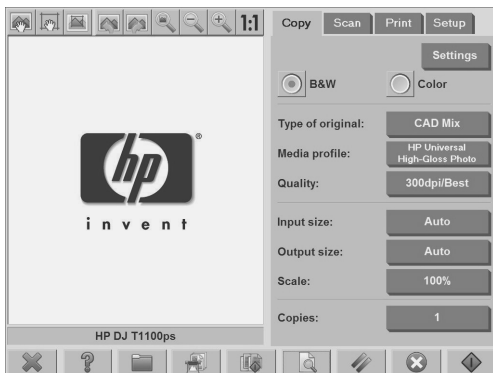 1:1
Copy
Scan
Print
Setup
Settings
B&W
Color
Type of original:
CAD Mix
Media profile:
HP Universal
High-Gloss Photo
Quality:
300dpi/Best
Input size:
Auto
Output size:
Auto
Scale:
100%
Copies:
1
hp
®
invent
HP DJ T1100ps
?